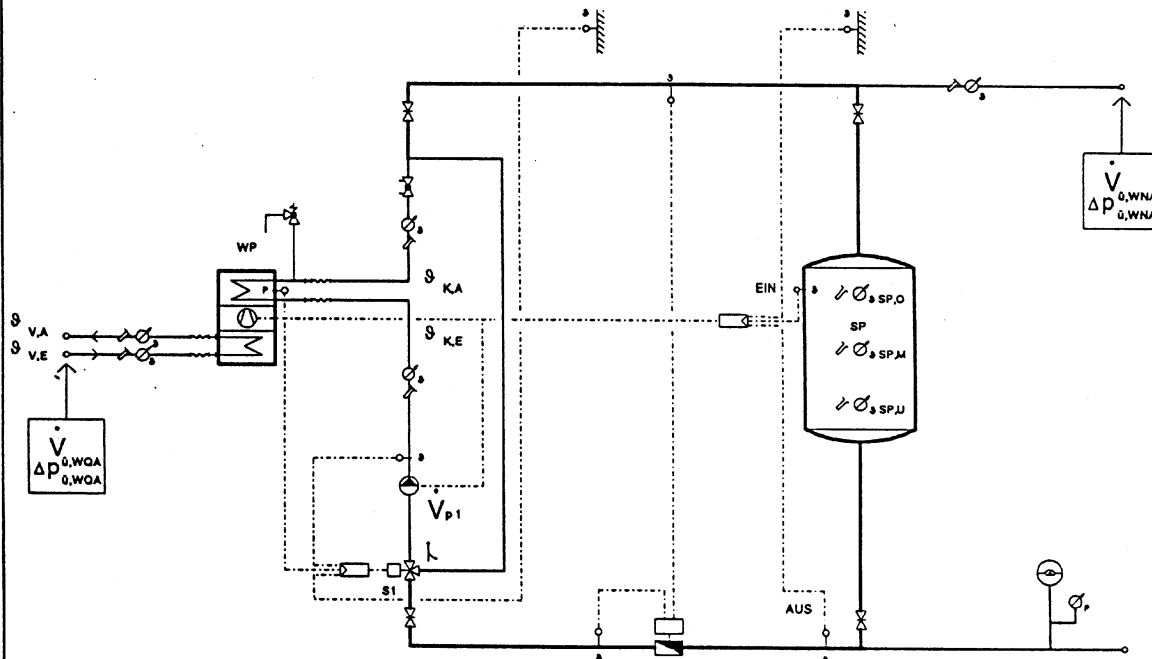 ϑ
ϑ
ϑ
ϑ
V̇ ü,WNA
Δp ü,WNA
ϑ
WP
ϑ K,A
P
EIN
ϑ
ϑ SP,O
ϑ V,A
ϑ
SP
ϑ V,E
ϑ
ϑ K,E
ϑ SP,M
ϑ
ϑ SP,U
V̇ ü,WQA
Δp ü,WQA
ϑ
V̇ p1
S1
AUS
P